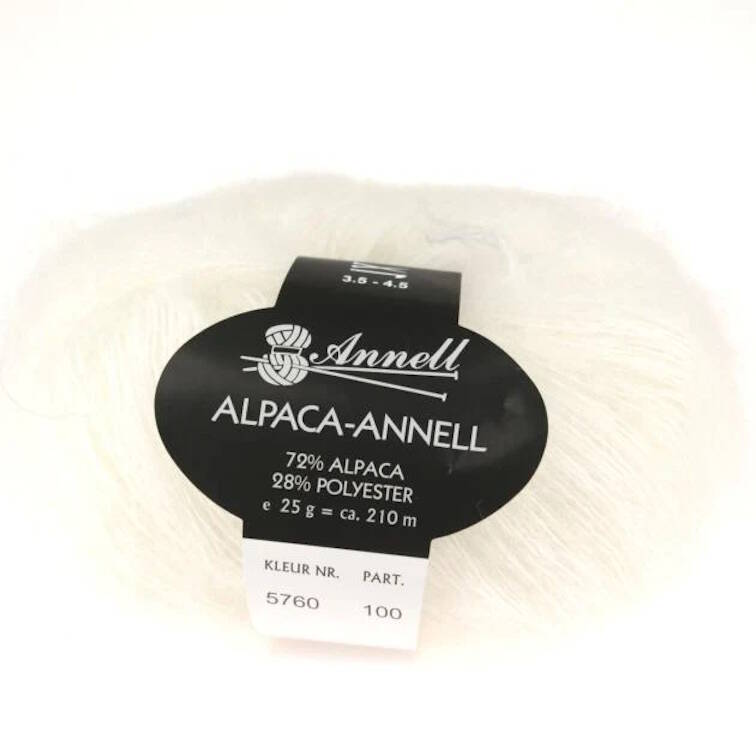 3.5 - 4.5
Annell
ALPACA-ANNELL
72% ALPACA
28% POLYESTER
e 25 g = ca. 210 m
KLEUR NR. PART.
5760 100